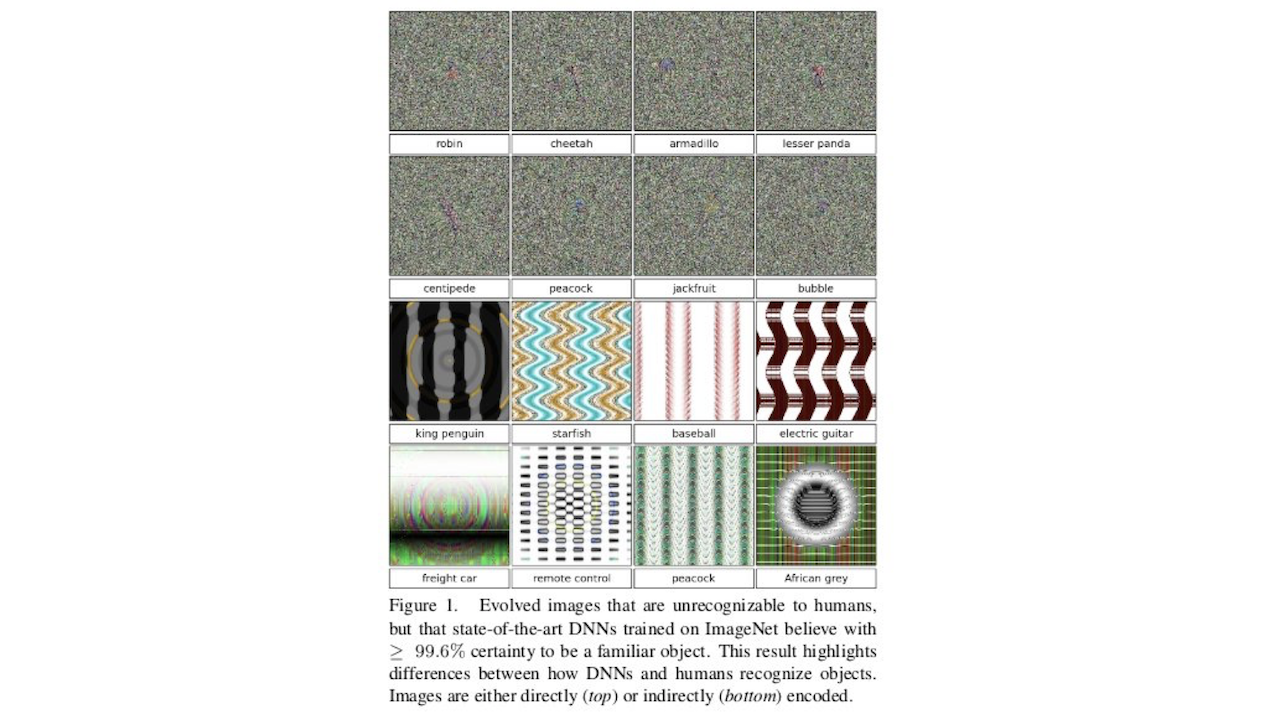 robin cheetah armadillo lesser panda
centipede peacock jackfruit bubble
king penguin starfish baseball electric guitar
freight car remote control peacock African grey
Figure 1. Evolved images that are unrecognizable to humans,
but that state-of-the-art DNNs trained on ImageNet believe with
≥ 99.6% certainty to be a familiar object. This result highlights
differences between how DNNs and humans recognize objects.
Images are either directly (top) or indirectly (bottom) encoded.